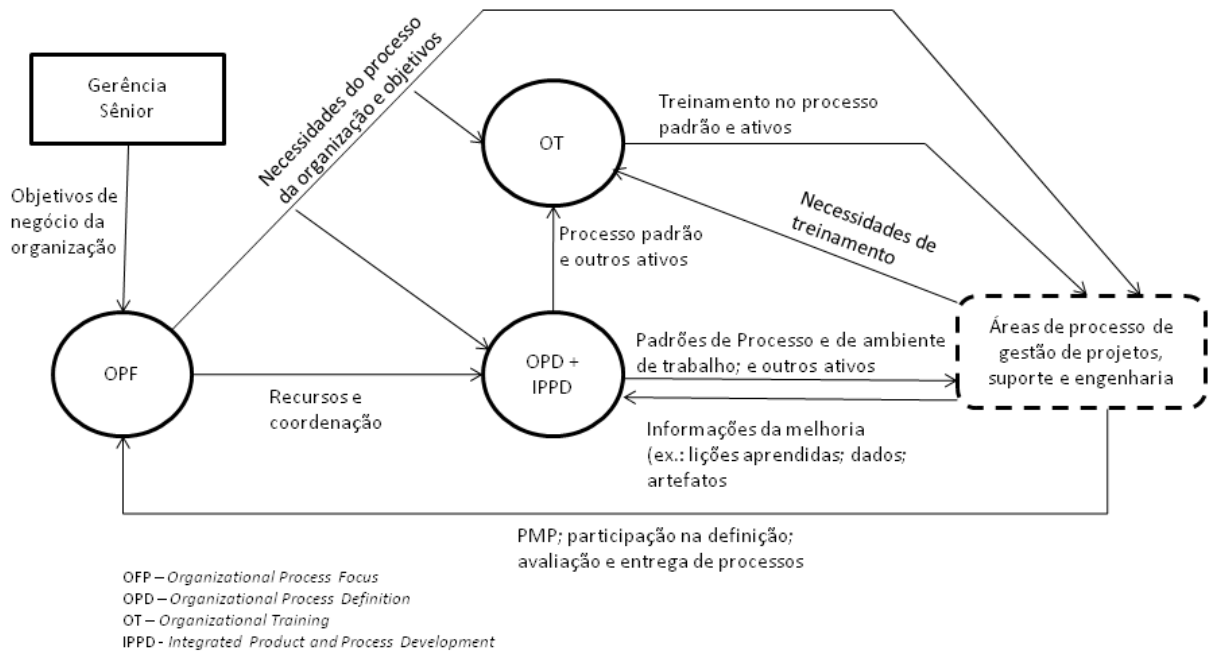 Gerência
Sênior
Objetivos de
negócio da
organização
OPF
Necessidades do processo
da organização e objetivos
OT
Treinamento no processo
padrão e ativos
Necessidades de
treinamento
Processo padrão
e outros ativos
OPD +
IPPD
Recursos e
coordenação
Padrões de Processo e de ambiente
de trabalho; e outros ativos
Áreas de processo de
gestão de projetos,
suporte e engenharia
Informações da melhoria
(ex.: lições aprendidas; dados;
artefatos
PMP; participação na definição;
avaliação e entrega de processos
OFP – Organizational Process Focus
OPD – Organizational Process Definition
OT – Organizational Training
IPPD - Integrated Product and Process Development